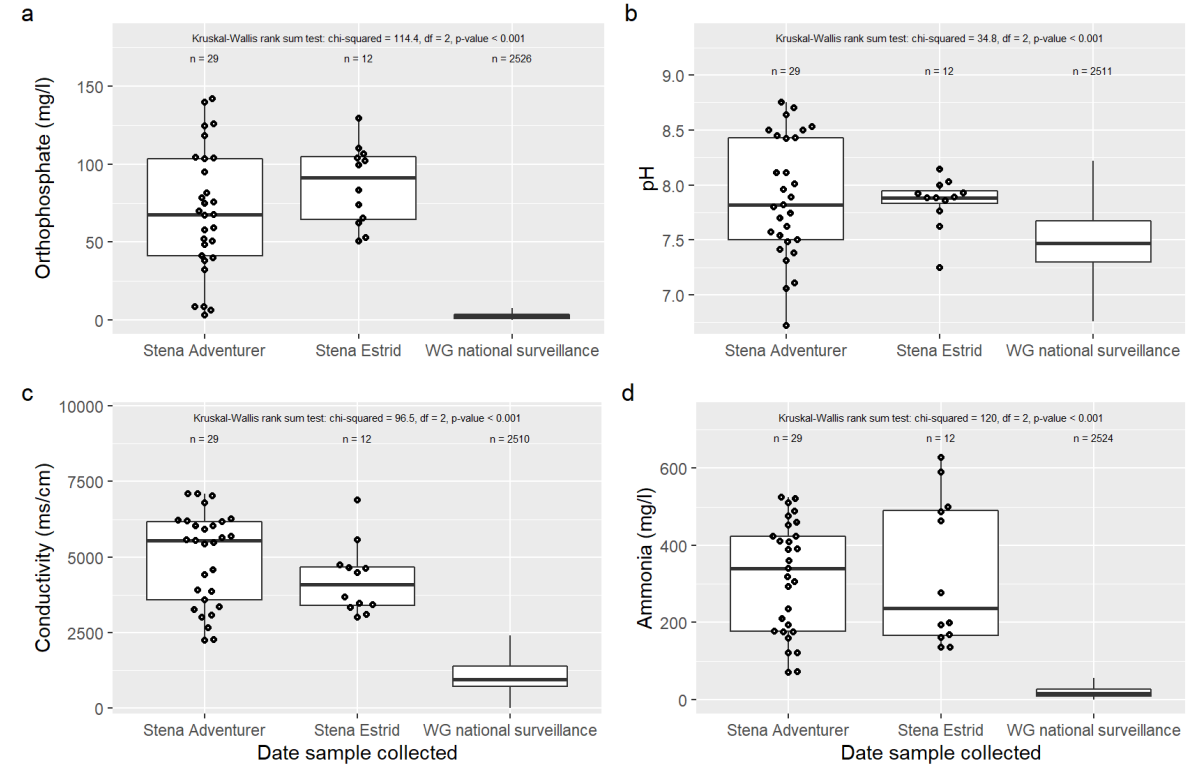 a
Kruskal-Wallis rank sum test: chi-squared = 114.4, df = 2, p-value < 0.001
n = 29 n = 12 n = 2526
Orthophosphate (mg/l)
150
100
50
0
Stena Adventurer Stena Estrid WG national surveillance
b
Kruskal-Wallis rank sum test: chi-squared = 34.8, df = 2, p-value < 0.001
n = 29 n = 12 n = 2511
pH
9.0
8.5
8.0
7.5
7.0
Stena Adventurer Stena Estrid WG national surveillance
c
Kruskal-Wallis rank sum test: chi-squared = 96.5, df = 2, p-value < 0.001
n = 29 n = 12 n = 2510
Conductivity (ms/cm)
10000
7500
5000
2500
0
Stena Adventurer Stena Estrid WG national surveillance
Date sample collected
d
Kruskal-Wallis rank sum test: chi-squared = 120, df = 2, p-value < 0.001
n = 29 n = 12 n = 2524
Ammonia (mg/l)
600
400
200
0
Stena Adventurer Stena Estrid WG national surveillance
Date sample collected